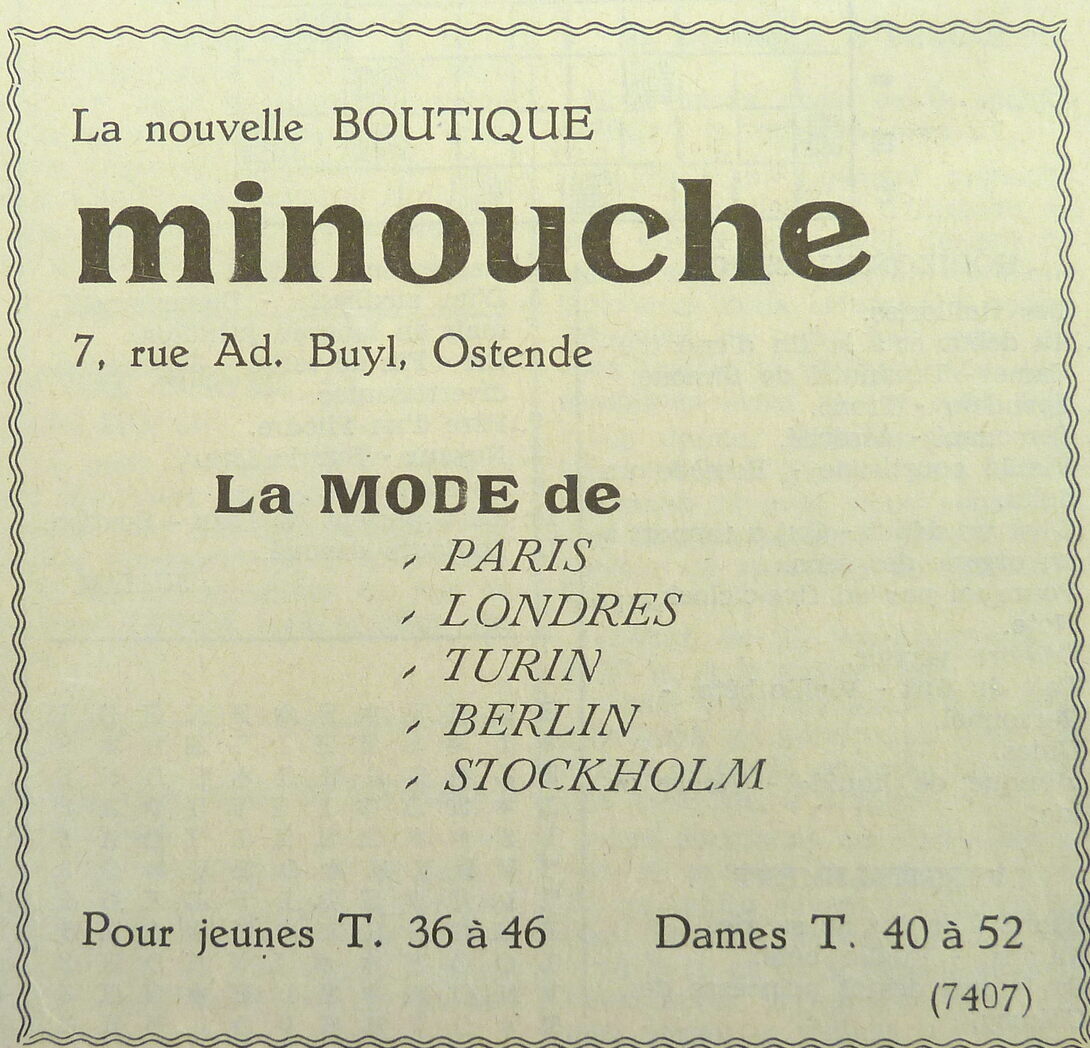 La nouvelle BOUTIQUE
minouche
7, rue Ad. Buyl, Ostende
La MODE de
PARIS
LONDRES
TURIN
BERLIN
STOCKHOLM
Pour jeunes T. 36 à 46 Dames T. 40 à 52
(7407)